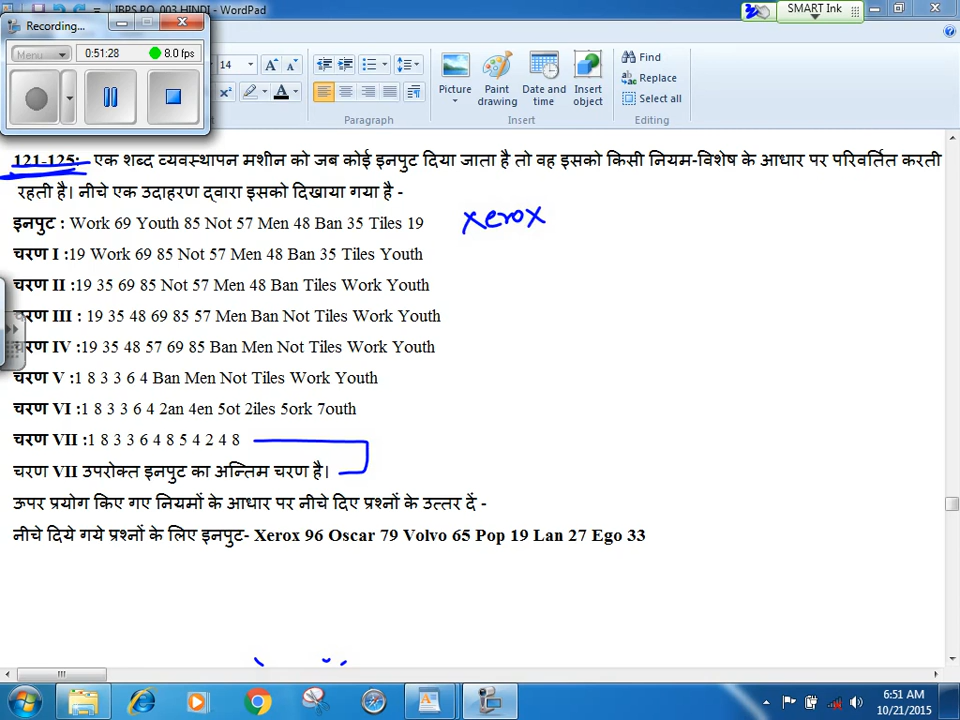 IBPS PO 003 HINDI - WordPad
SMART Ink
Recording...
Menu
0:51:28
8.0 fps
14
A
A
Find
Replace
Select all
Picture
Paint drawing
Date and time
Insert object
Paragraph
Insert
Editing
121-125: एक शब्द व्यवस्थापन मशीन को जब कोई इनपुट दिया जाता है तो वह इसको किसी नियम-विशेष के आधार पर परिवर्तित करती
रहती है। नीचे एक उदाहरण द्वारा इसको दिखाया गया है -
इनपुट : Work 69 Youth 85 Not 57 Men 48 Ban 35 Tiles 19
xerox
चरण I :19 Work 69 85 Not 57 Men 48 Ban 35 Tiles Youth
चरण II :19 35 69 85 Not 57 Men 48 Ban Tiles Work Youth
चरण III : 19 35 48 69 85 57 Men Ban Not Tiles Work Youth
चरण IV :19 35 48 57 69 85 Ban Men Not Tiles Work Youth
चरण V :1 8 3 3 6 4 Ban Men Not Tiles Work Youth
चरण VI :1 8 3 3 6 4 2an 4en 5ot 2iles 5ork 7outh
चरण VII :1 8 3 3 6 4 8 5 4 2 4 8
चरण VII उपरोक्त इनपुट का अन्तिम चरण है।
ऊपर प्रयोग किए गए नियमों के आधार पर नीचे दिए प्रश्नों के उत्तर दें -
नीचे दिये गये प्रश्नों के लिए इनपुट- Xerox 96 Oscar 79 Volvo 65 Pop 19 Lan 27 Ego 33
6:51 AM
10/21/2015